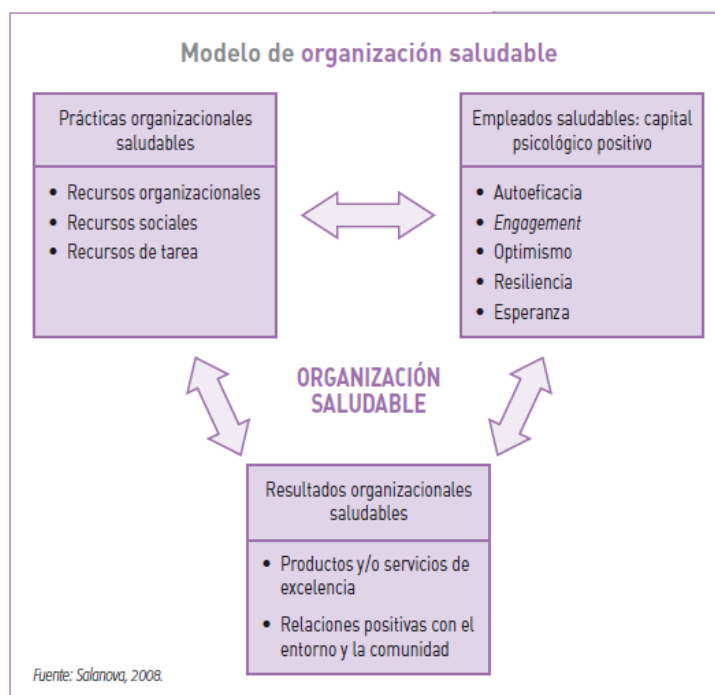 Modelo de organización saludable
Prácticas organizacionales
saludables
• Recursos organizacionales
• Recursos sociales
• Recursos de tarea
Empleados saludables: capital
psicológico positivo
• Autoeficacia
• Engagement
• Optimismo
• Resiliencia
• Esperanza
ORGANIZACIÓN
SALUDABLE
Resultados organizacionales
saludables
• Productos y/o servicios de
excelencia
• Relaciones positivas con el
entorno y la comunidad
Fuente: Salanova, 2008.